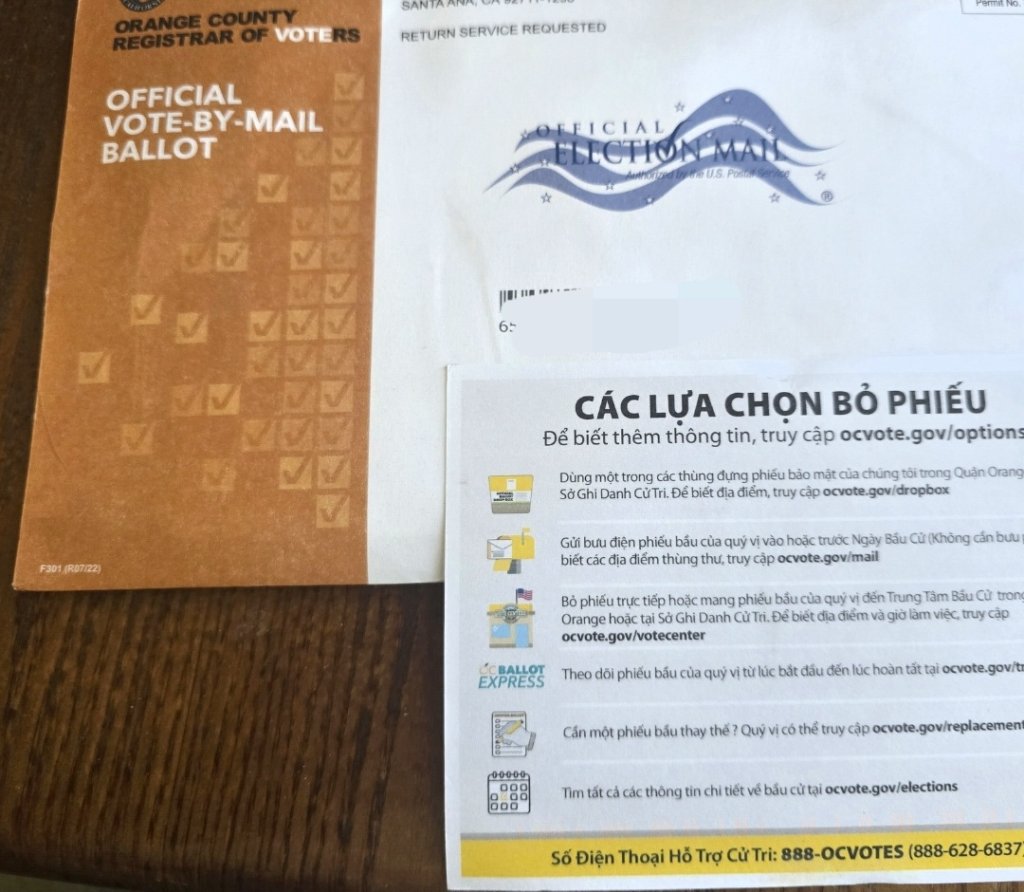 ORANGE COUNTY
REGISTRAR OF VOTERS
OFFICIAL
VOTE-BY-MAIL
BALLOT
F301 (R07/22)
SANTA ANA, CA
RETURN SERVICE REQUESTED
Permit No.
OFFICIAL
ELECTION MAIL
Authorized by the U.S. Postal Service
®
CÁC LỰA CHỌN BỎ PHIẾU
Để biết thêm thông tin, truy cập ocvote.gov/options
Dùng một trong các thùng đựng phiếu bảo mật của chúng tôi trong Quận Orang
Sở Ghi Danh Cử Tri. Để biết địa điểm, truy cập ocvote.gov/dropbox
Gửi bưu điện phiếu bầu của quý vị vào hoặc trước Ngày Bầu Cử (Không cần bưu
biết các địa điểm thùng thư, truy cập ocvote.gov/mail
Bỏ phiếu trực tiếp hoặc mang phiếu bầu của quý vị đến Trung Tâm Bầu Cử trong
Orange hoặc tại Sở Ghi Danh Cử Tri. Để biết địa điểm và giờ làm việc, truy cập
ocvote.gov/votecenter
OC BALLOT
EXPRESS
Theo dõi phiếu bầu của quý vị từ lúc bắt đầu đến lúc hoàn tất tại ocvote.gov/tr
Cần một phiếu bầu thay thế ? Quý vị có thể truy cập ocvote.gov/replacement
Tìm tất cả các thông tin chi tiết về bầu cử tại ocvote.gov/elections
Số Điện Thoại Hỗ Trợ Cử Tri: 888-OCVOTES (888-628-6837)